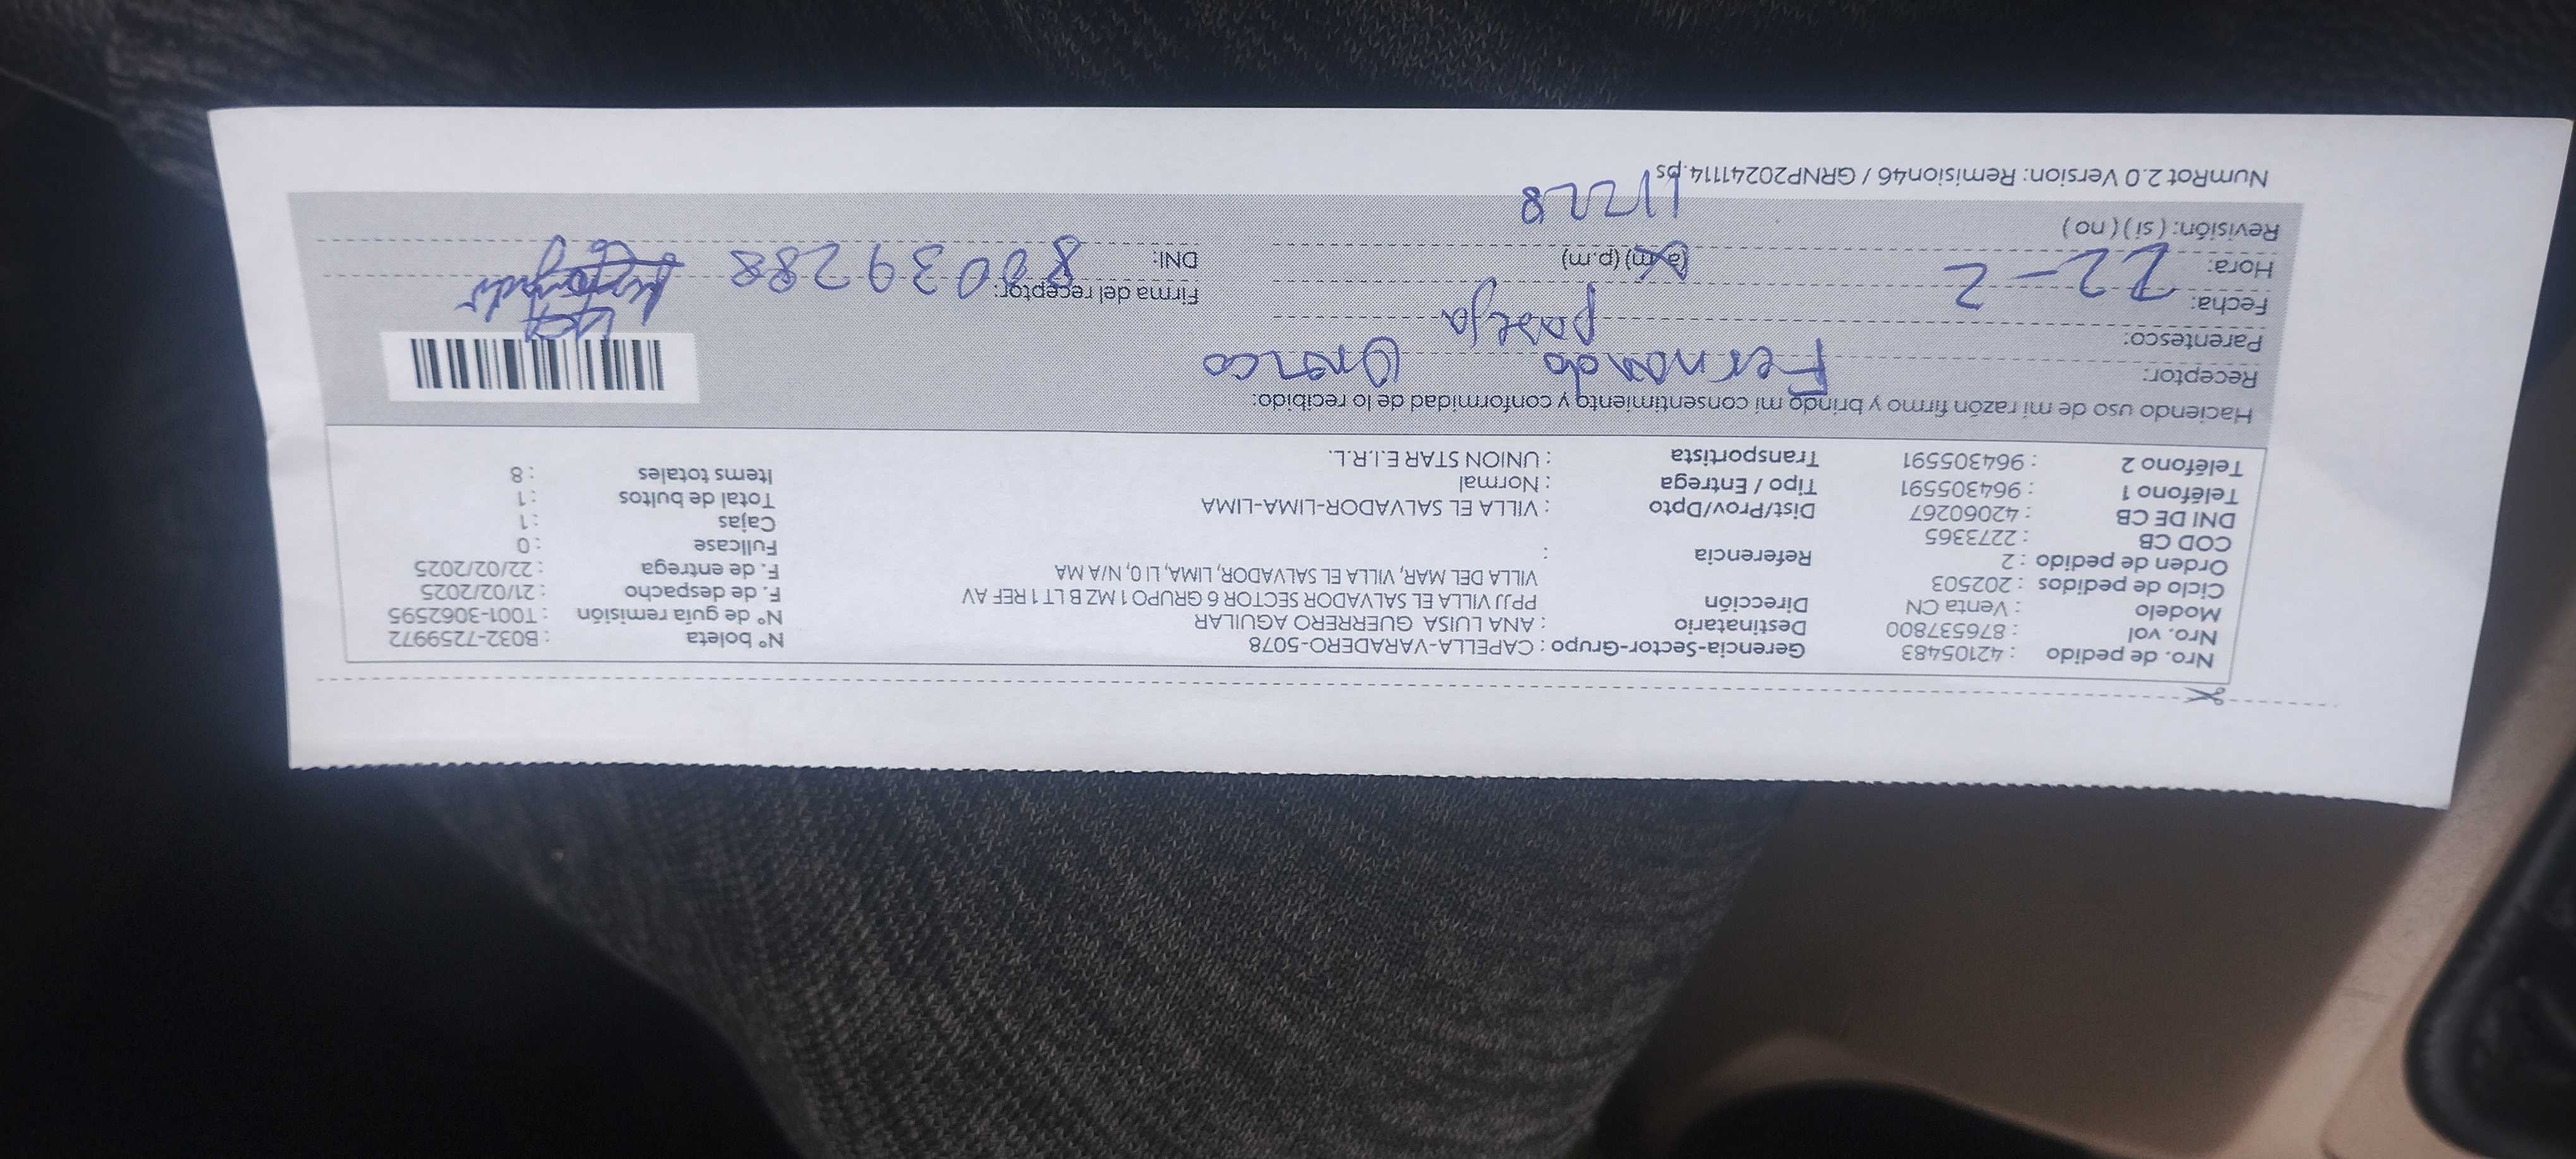 Nro. de pedido : 42105483 Gerencia-Sector-Grupo : CAPELLA-VARADERO-5078 Nº boleta : B032-7259972
Nro. vol : 876537800 Destinatario : ANA LUISA GUERRERO AGUILAR Nº de guía remisión : T001-3062595
Modelo : Venta CN Dirección PPJJ VILLA EL SALVADOR SECTOR 6 GRUPO 1 MZ B LT 1 REF AV F. de despacho : 21/02/2025
Ciclo de pedidos : 202503 VILLA DEL MAR, VILLA EL SALVADOR, LIMA, LI 0, N/A MA F. de entrega : 22/02/2025
Orden de pedido : 2 Referencia : Fullcase : 0
COD CB : 2273365 Dist/Prov/Dpto : VILLA EL SALVADOR-LIMA-LIMA Cajas : 1
DNI DE CB : 42060267 Tipo / Entrega : Normal Total de bultos : 1
Teléfono 1 : 964305591 Transportista : UNION STAR E.I.R.L. Items totales : 8
Teléfono 2 : 964305591
Haciendo uso de mi razón firmo y brindo mi consentimiento y conformidad de lo recibido:
Receptor: Fernando Orozco
Parentesco: pareja
Fecha: 22-2 Firma del receptor:
Hora: (a.m) (p.m) DNI: 80039288
Revisión: ( si ) ( no ) 11228
NumRot 2.0 Version: Remision46 / GRNP20241114.ps